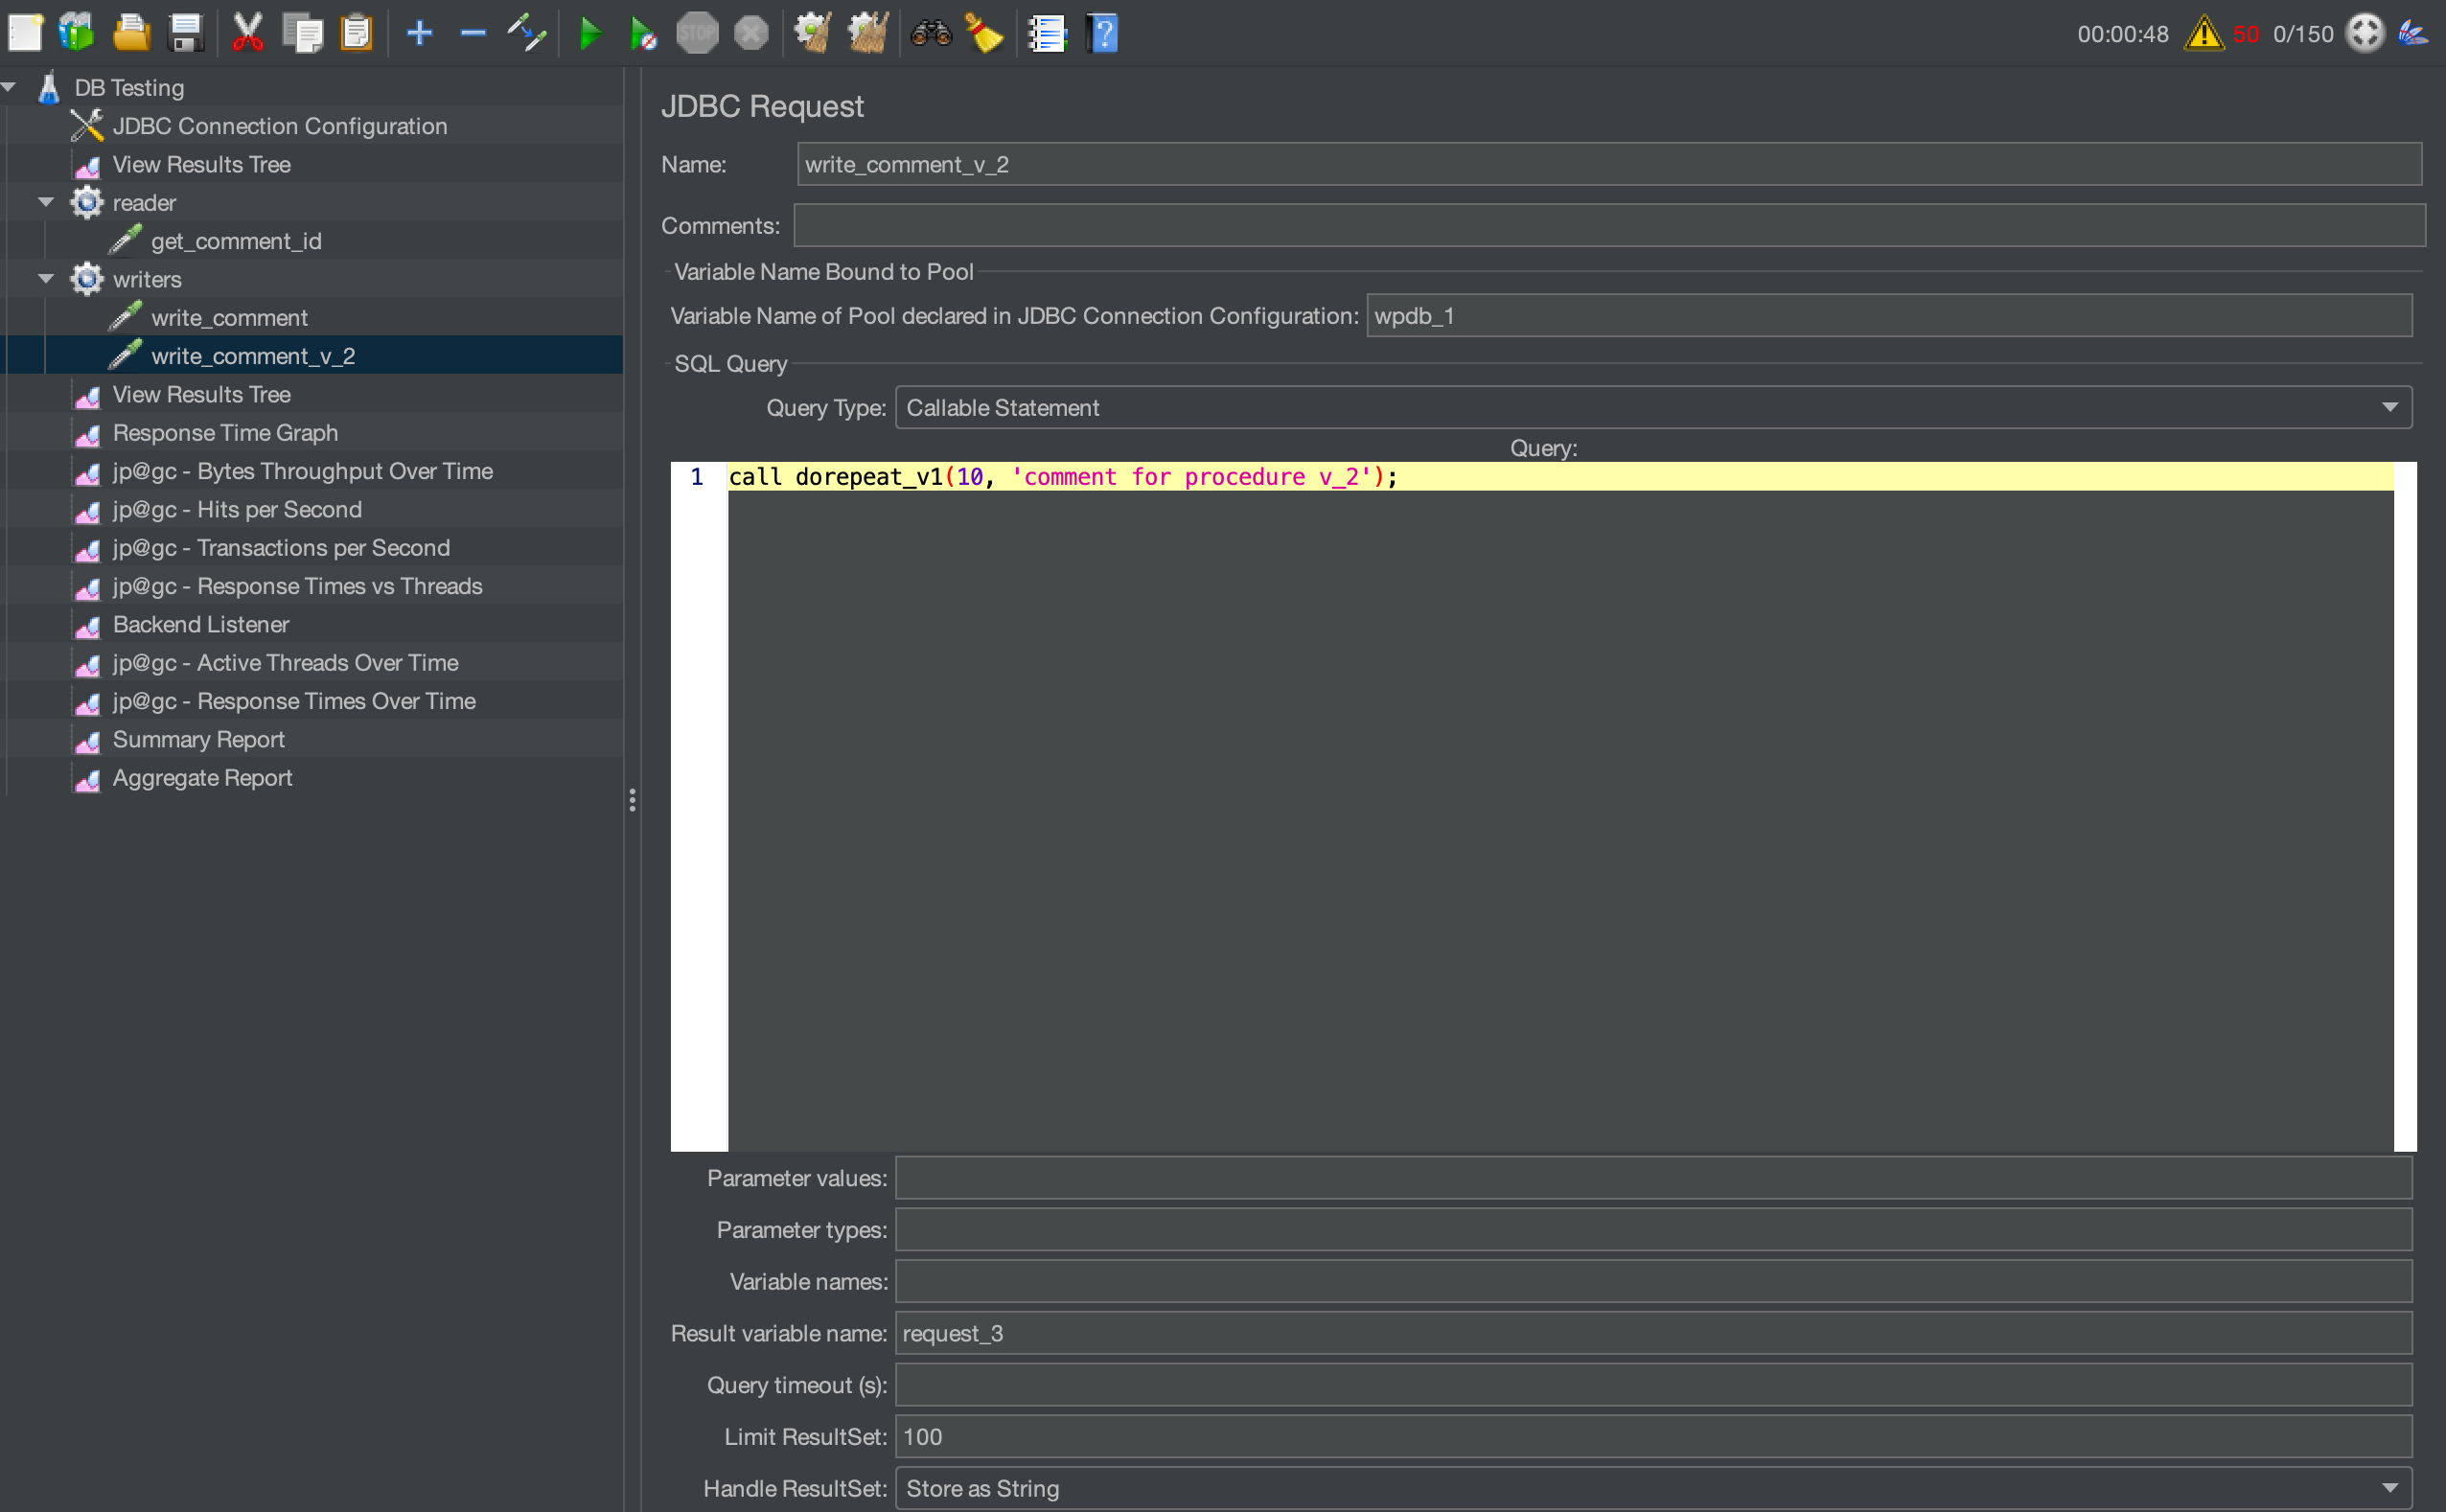 STOP
00:00:48
50
0/150
DB Testing
JDBC Connection Configuration
View Results Tree
reader
get_comment_id
writers
write_comment
write_comment_v_2
View Results Tree
Response Time Graph
jp@gc - Bytes Throughput Over Time
jp@gc - Hits per Second
jp@gc - Transactions per Second
jp@gc - Response Times vs Threads
Backend Listener
jp@gc - Active Threads Over Time
jp@gc - Response Times Over Time
Summary Report
Aggregate Report
JDBC Request
Name: write_comment_v_2
Comments:
Variable Name Bound to Pool
Variable Name of Pool declared in JDBC Connection Configuration: wpdb_1
SQL Query
Query Type: Callable Statement
Query:
1 call dorepeat_v1(10, 'comment for procedure v_2');
Parameter values:
Parameter types:
Variable names:
Result variable name: request_3
Query timeout (s):
Limit ResultSet: 100
Handle ResultSet: Store as String